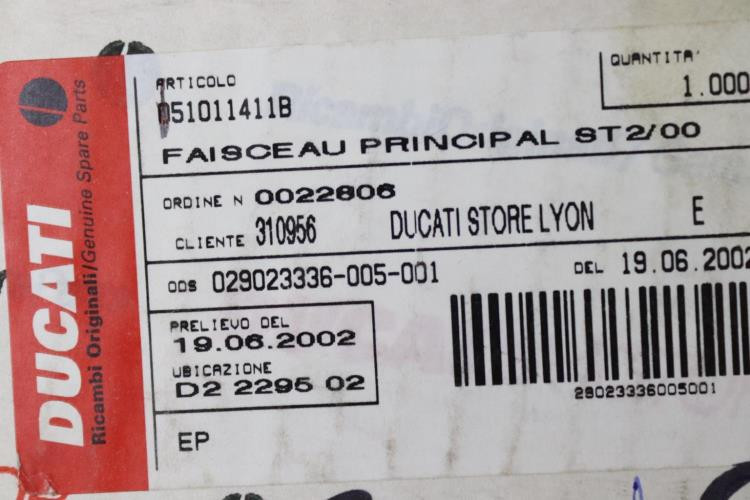 DUCATI
Ricambi Originali/Genuine Spare Parts
ARTICOLO
051011411B
QUANTITA'
1.000
FAISCEAU PRINCIPAL ST2/00
ORDINE N 0022806
CLIENTE 310956 DUCATI STORE LYON E
ODS 029023336-005-001
DEL 19.06.2002
PRELIEVO DEL
19.06.2002
UBICAZIONE
D2 2295 02
29023336005001
EP